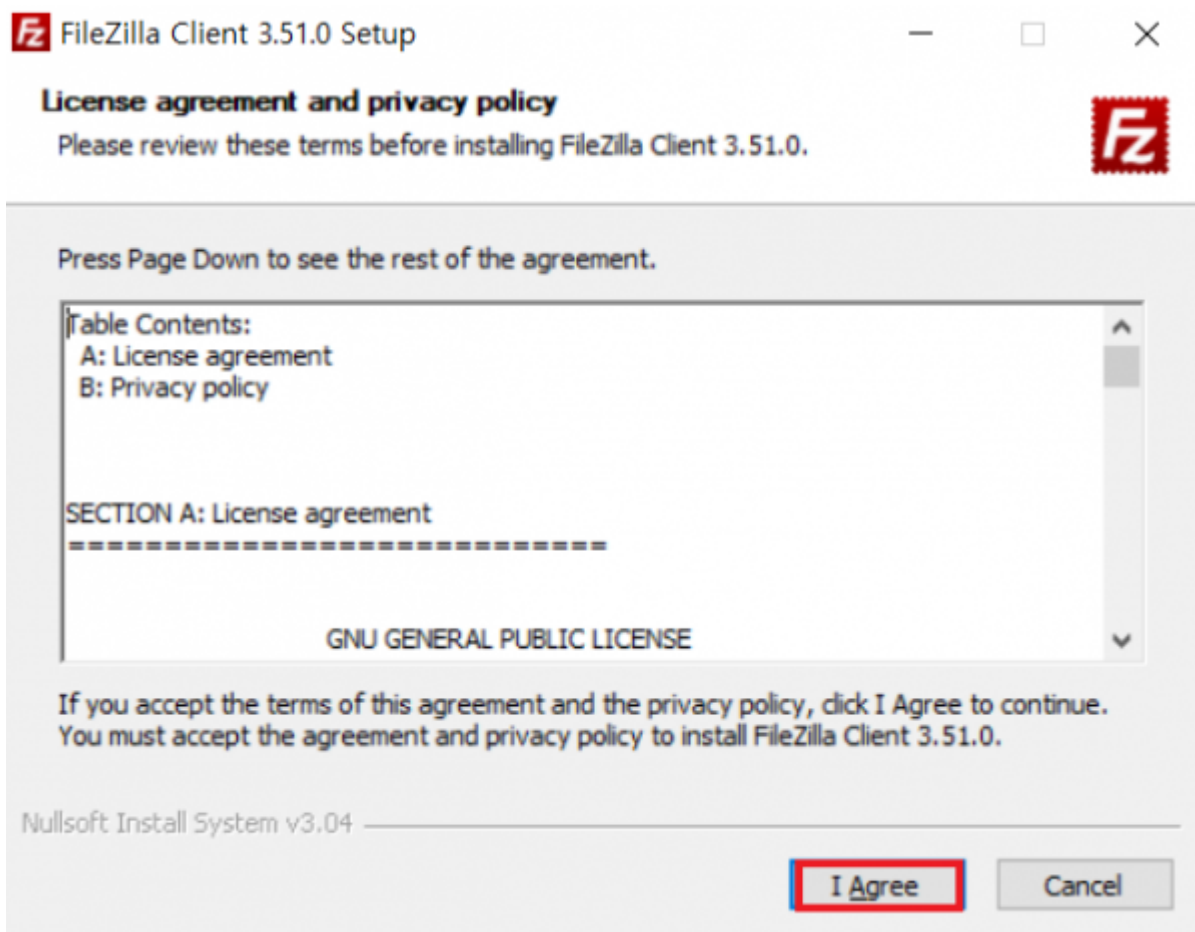 FZ FileZilla Client 3.51.0 Setup
License agreement and privacy policy
Please review these terms before installing FileZilla Client 3.51.0.
FZ
Press Page Down to see the rest of the agreement.
Table Contents:
A: License agreement
B: Privacy policy
SECTION A: License agreement
============================
GNU GENERAL PUBLIC LICENSE
If you accept the terms of this agreement and the privacy policy, click I Agree to continue.
You must accept the agreement and privacy policy to install FileZilla Client 3.51.0.
Nullsoft Install System v3.04
I Agree Cancel